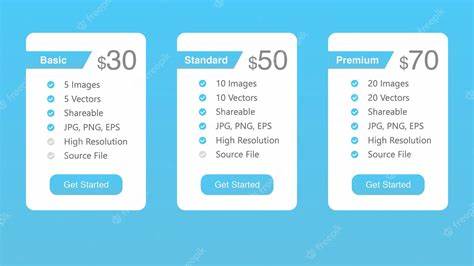 Basic
$30
5 Images
5 Vectors
Shareable
JPG, PNG, EPS
High Resolution
Source File
Get Started
Standard
$50
10 Images
10 Vectors
Shareable
JPG, PNG, EPS
High Resolution
Source File
Get Started
Premium
$70
20 Images
20 Vectors
Shareable
JPG, PNG, EPS
High Resolution
Source File
Get Started
freepik
freepik
freepik